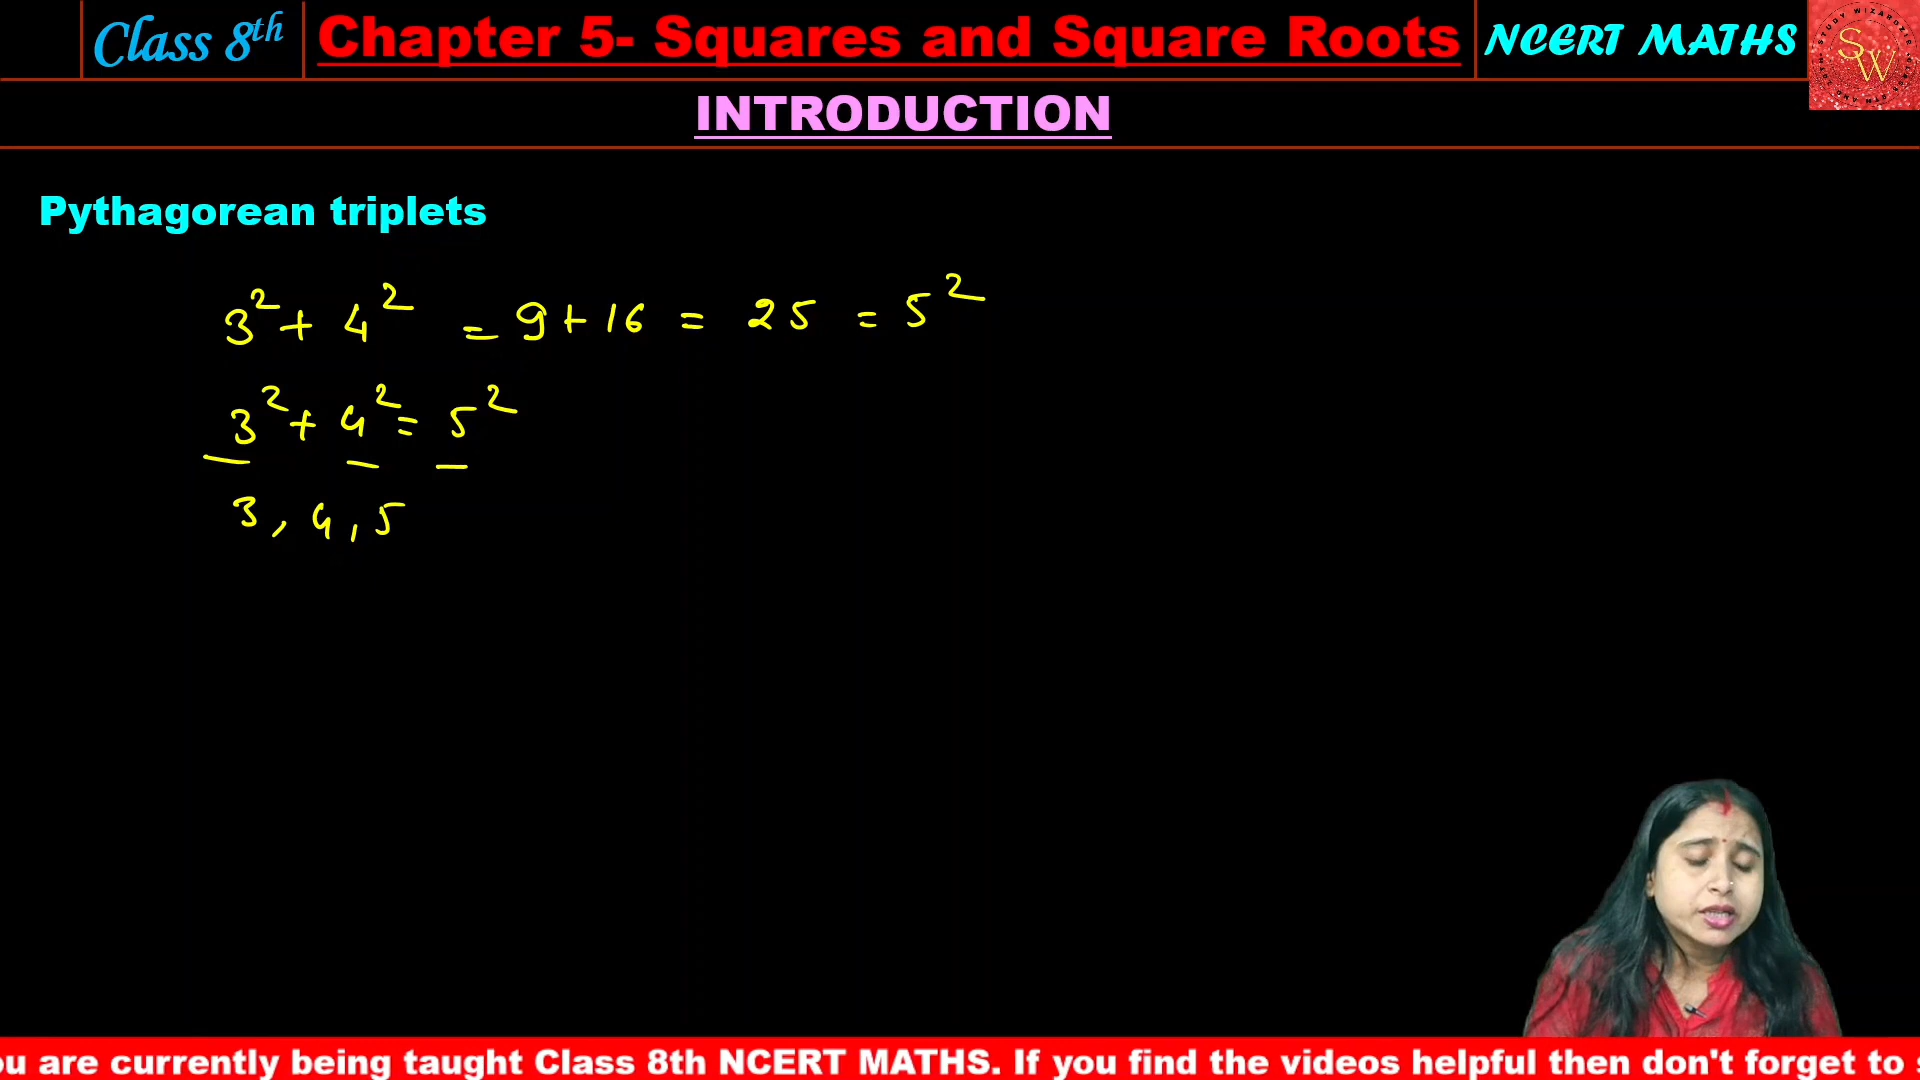 Class 8th Chapter 5- Squares and Square Roots NCERT MATHS
SW
INTRODUCTION
Pythagorean triplets
3² + 4² = 9 + 16 = 25 = 5²
3² + 4² = 5²
3, 4, 5
ou are currently being taught Class 8th NCERT MATHS. If you find the videos helpful then don't forget to s